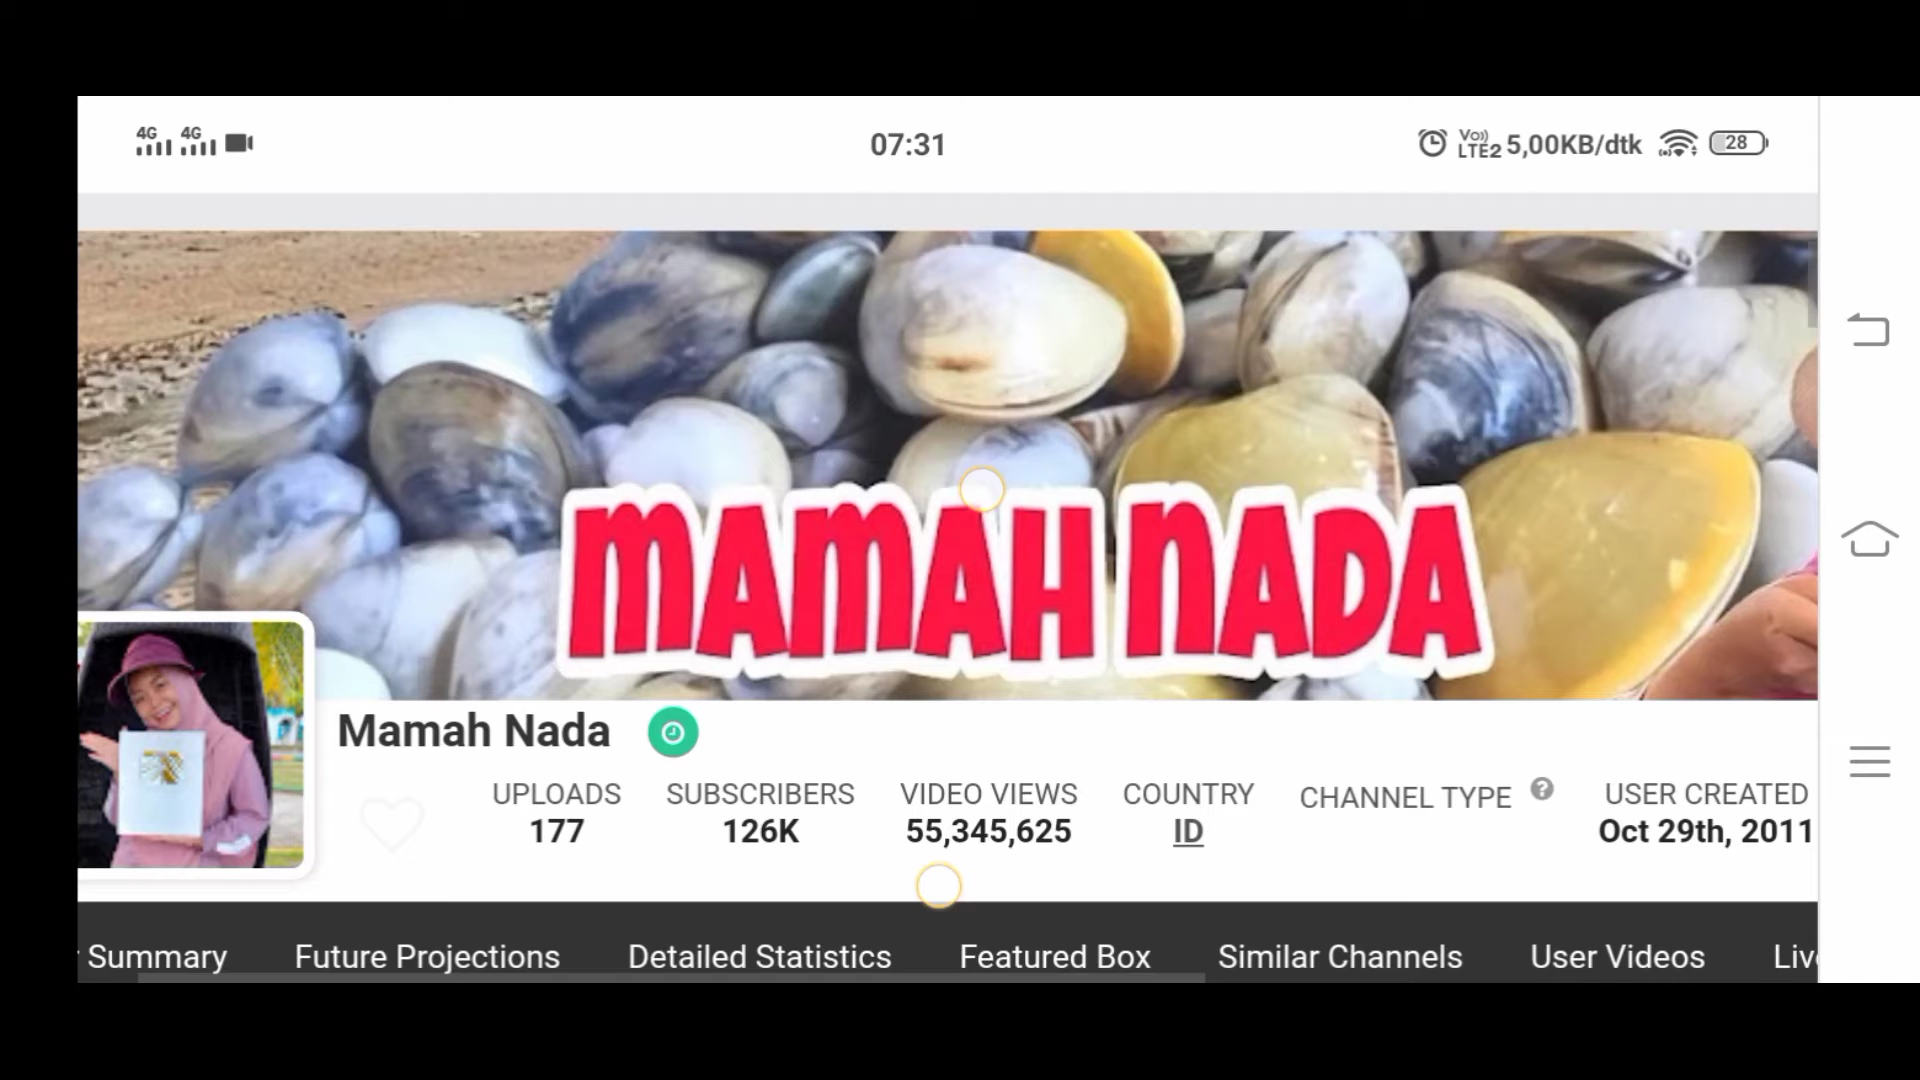 4G 4G
07:31
Vo)) LTE2 5,00KB/dtk
28
MAMAH NADA
Mamah Nada
UPLOADS SUBSCRIBERS VIDEO VIEWS COUNTRY CHANNEL TYPE ? USER CREATED
177 126K 55,345,625 ID Oct 29th, 2011
Summary Future Projections Detailed Statistics Featured Box Similar Channels User Videos